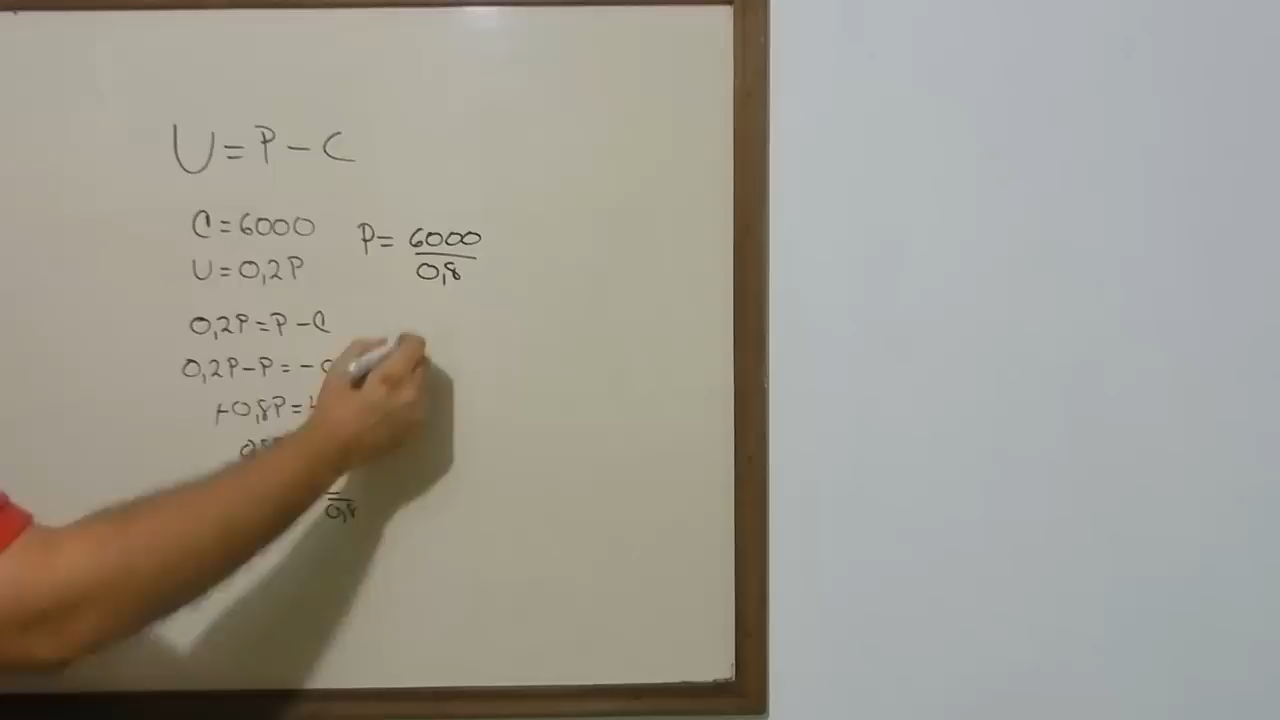 U = P - C
C = 6000
U = 0,2P
0,2P = P - C
0,2P - P = -
+0,8P =
0,8
P = 6000
0,8